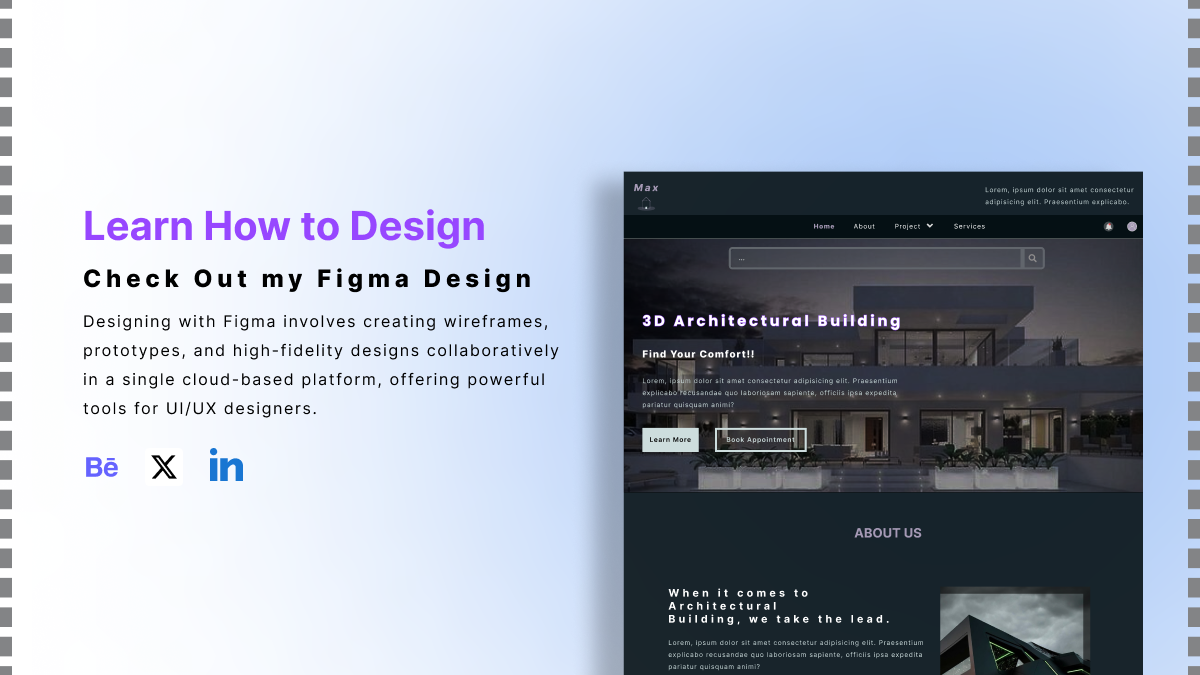 Learn How to Design
Check Out my Figma Design
Designing with Figma involves creating wireframes,
prototypes, and high-fidelity designs collaboratively
in a single cloud-based platform, offering powerful
tools for UI/UX designers.
Bē
X
in
Max
Lorem, ipsum dolor sit amet consectetur
adipisicing elit. Praesentium explicabo.
Home About Project Services
...
3D Architectural Building
Find Your Comfort!!
Lorem, ipsum dolor sit amet consectetur adipisicing elit. Praesentium
explicabo recusandae quo laboriosam sapiente, officiis ipsa expedita
pariatur quisquam animi?
Learn More Book Appointment
ABOUT US
When it comes to
Architectural
Building, we take the lead.
Lorem, ipsum dolor sit amet consectetur adipisicing elit. Praesentium
explicabo recusandae quo laboriosam sapiente, officiis ipsa expedita
pariatur quisquam animi?